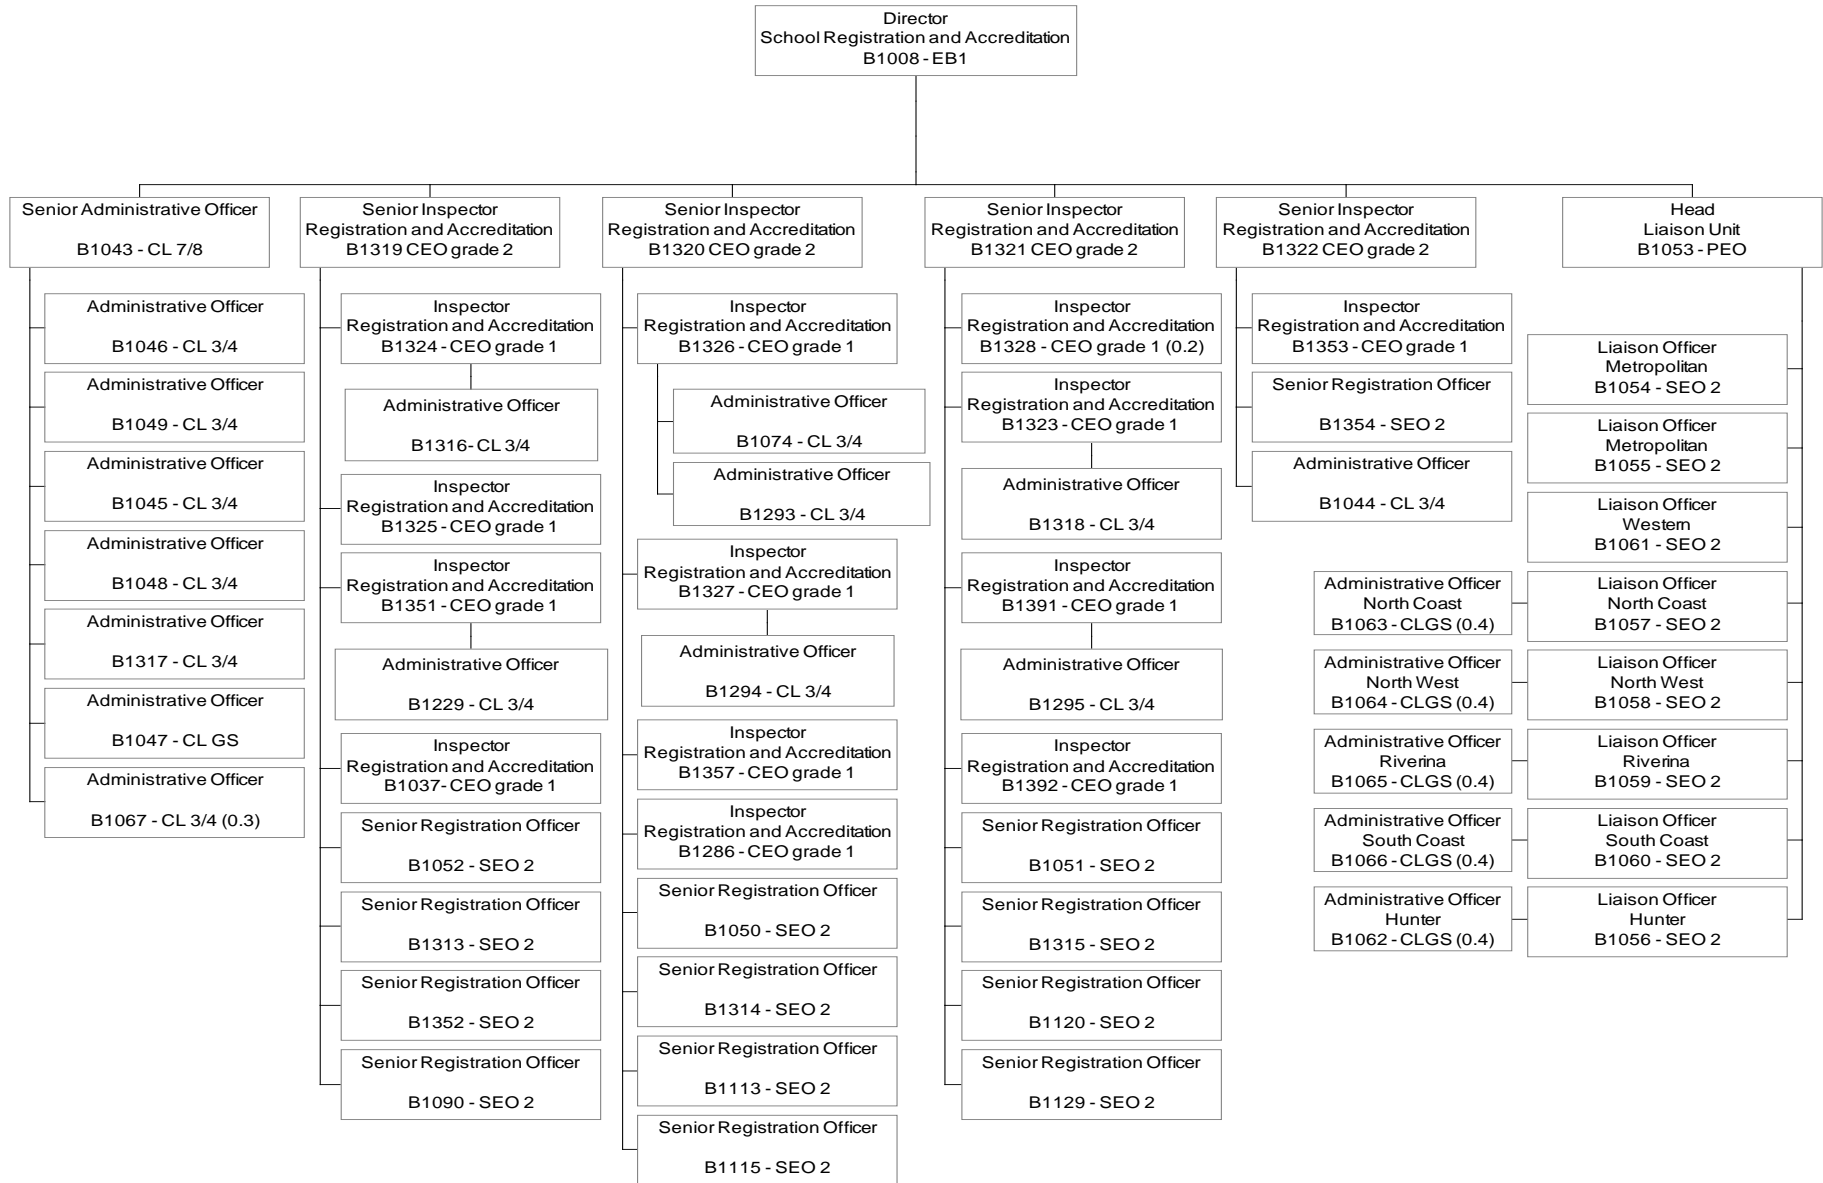 Director
School Registration and Accreditation
B1008 - EB1
Senior Administrative Officer
B1043 - CL 7/8
Administrative Officer
B1046 - CL 3/4
Administrative Officer
B1049 - CL 3/4
Administrative Officer
B1045 - CL 3/4
Administrative Officer
B1048 - CL 3/4
Administrative Officer
B1317 - CL 3/4
Administrative Officer
B1047 - CL GS
Administrative Officer
B1067 - CL 3/4 (0.3)
Senior Inspector
Registration and Accreditation
B1319 CEO grade 2
Inspector
Registration and Accreditation
B1324 - CEO grade 1
Administrative Officer
B1316- CL 3/4
Inspector
Registration and Accreditation
B1325 - CEO grade 1
Inspector
Registration and Accreditation
B1351 - CEO grade 1
Administrative Officer
B1229 - CL 3/4
Inspector
Registration and Accreditation
B1037- CEO grade 1
Senior Registration Officer
B1052 - SEO 2
Senior Registration Officer
B1313 - SEO 2
Senior Registration Officer
B1352 - SEO 2
Senior Registration Officer
B1090 - SEO 2
Senior Inspector
Registration and Accreditation
B1320 CEO grade 2
Inspector
Registration and Accreditation
B1326 - CEO grade 1
Administrative Officer
B1074 - CL 3/4
Administrative Officer
B1293 - CL 3/4
Inspector
Registration and Accreditation
B1327 - CEO grade 1
Administrative Officer
B1294 - CL 3/4
Inspector
Registration and Accreditation
B1357 - CEO grade 1
Inspector
Registration and Accreditation
B1286 - CEO grade 1
Senior Registration Officer
B1050 - SEO 2
Senior Registration Officer
B1314 - SEO 2
Senior Registration Officer
B1113 - SEO 2
Senior Registration Officer
B1115 - SEO 2
Senior Inspector
Registration and Accreditation
B1321 CEO grade 2
Inspector
Registration and Accreditation
B1328 - CEO grade 1 (0.2)
Inspector
Registration and Accreditation
B1323 - CEO grade 1
Administrative Officer
B1318 - CL 3/4
Inspector
Registration and Accreditation
B1391 - CEO grade 1
Administrative Officer
B1295 - CL 3/4
Inspector
Registration and Accreditation
B1392 - CEO grade 1
Senior Registration Officer
B1051 - SEO 2
Senior Registration Officer
B1315 - SEO 2
Senior Registration Officer
B1120 - SEO 2
Senior Registration Officer
B1129 - SEO 2
Senior Inspector
Registration and Accreditation
B1322 CEO grade 2
Inspector
Registration and Accreditation
B1353 - CEO grade 1
Senior Registration Officer
B1354 - SEO 2
Administrative Officer
B1044 - CL 3/4
Head
Liaison Unit
B1053 - PEO
Liaison Officer
Metropolitan
B1054 - SEO 2
Liaison Officer
Metropolitan
B1055 - SEO 2
Liaison Officer
Western
B1061 - SEO 2
Administrative Officer
North Coast
B1063 - CLGS (0.4)
Liaison Officer
North Coast
B1057 - SEO 2
Administrative Officer
North West
B1064 - CLGS (0.4)
Liaison Officer
North West
B1058 - SEO 2
Administrative Officer
Riverina
B1065 - CLGS (0.4)
Liaison Officer
Riverina
B1059 - SEO 2
Administrative Officer
South Coast
B1066 - CLGS (0.4)
Liaison Officer
South Coast
B1060 - SEO 2
Administrative Officer
Hunter
B1062 - CLGS (0.4)
Liaison Officer
Hunter
B1056 - SEO 2